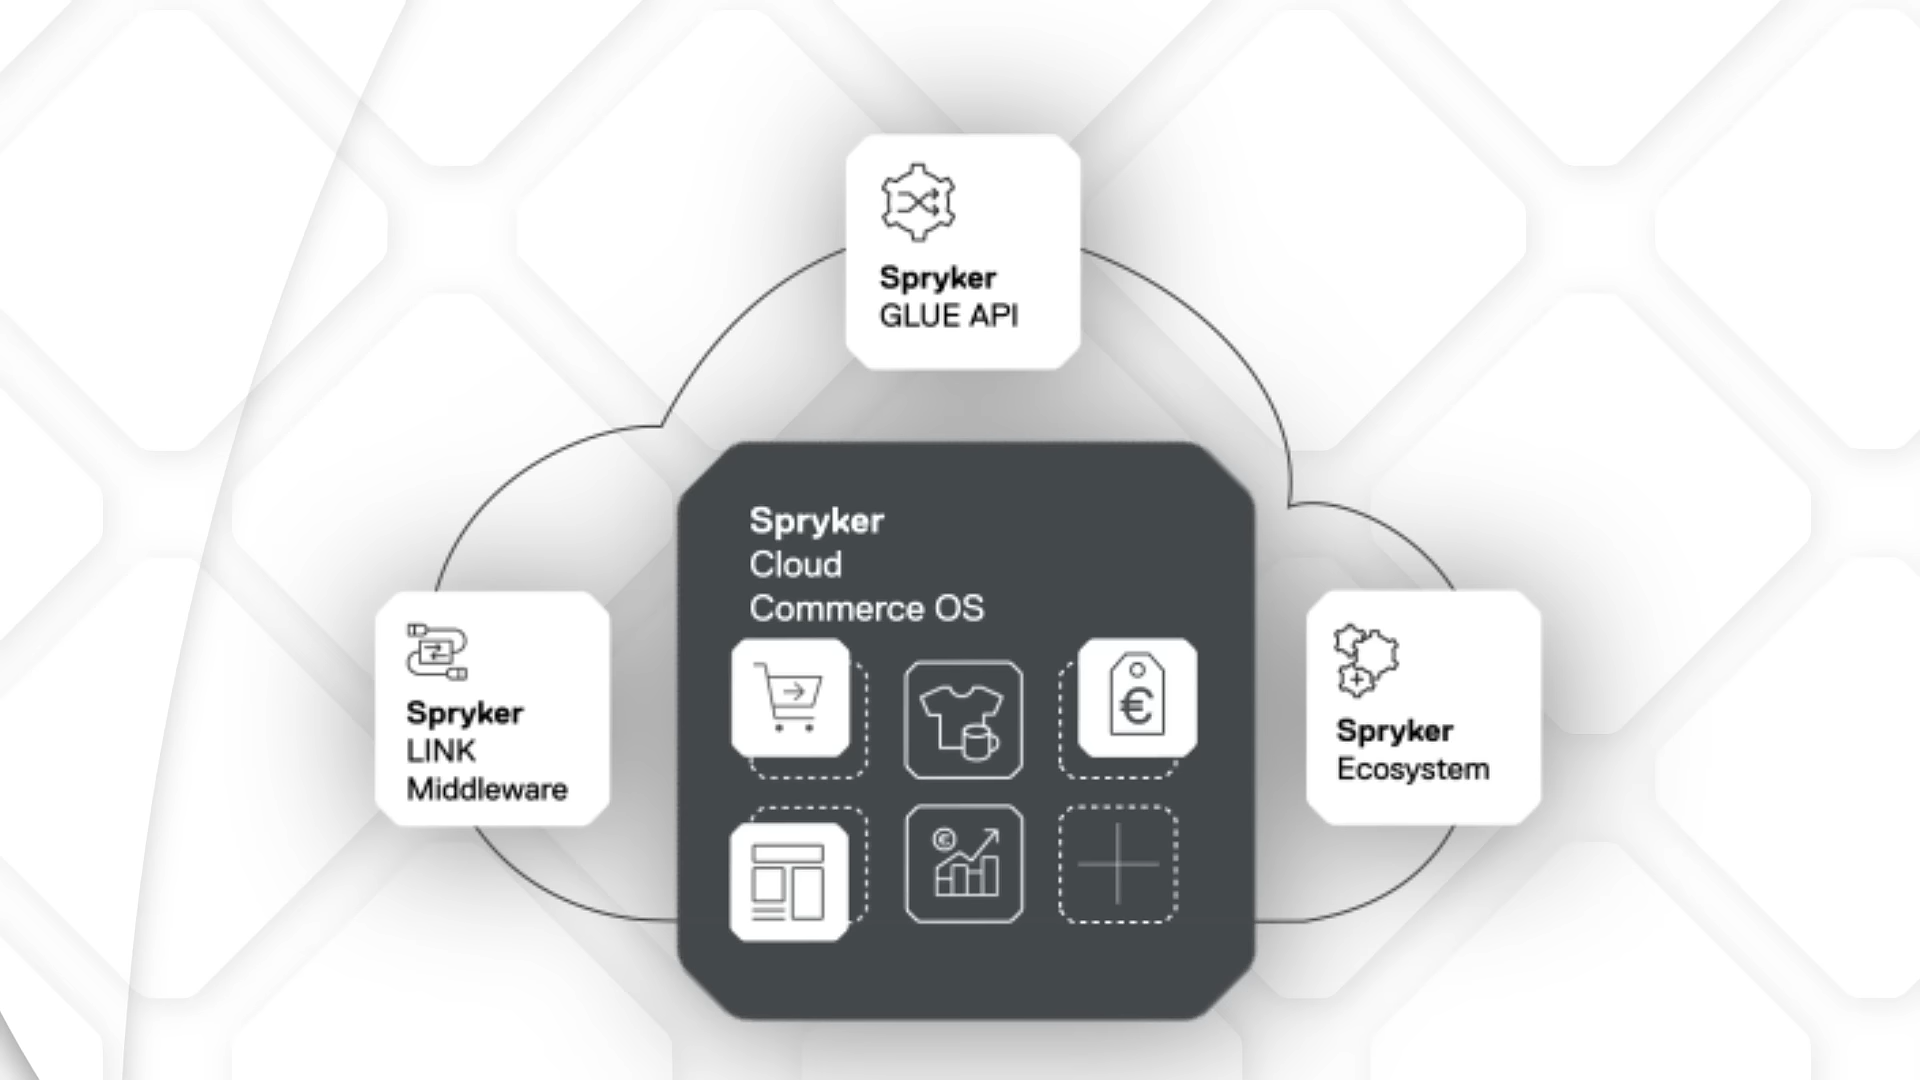 Spryker
GLUE API
Spryker
Cloud
Commerce OS
€
Spryker
LINK
Middleware
Spryker
Ecosystem
€